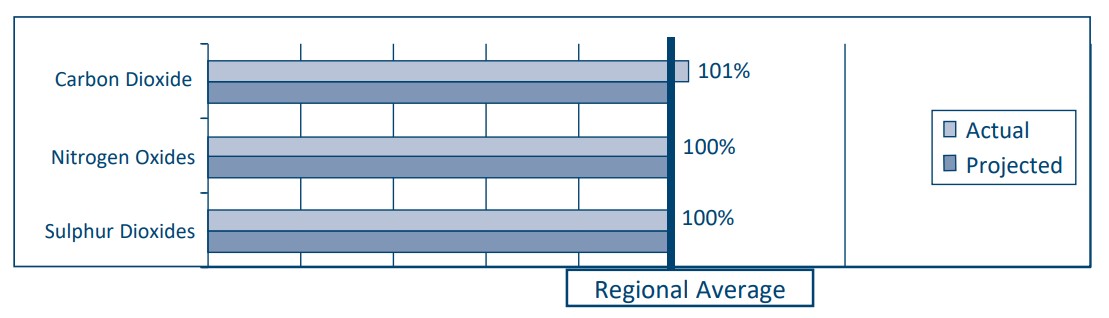 Carbon Dioxide
101%
Nitrogen Oxides
100%
Sulphur Dioxides
100%
Actual
Projected
Regional Average